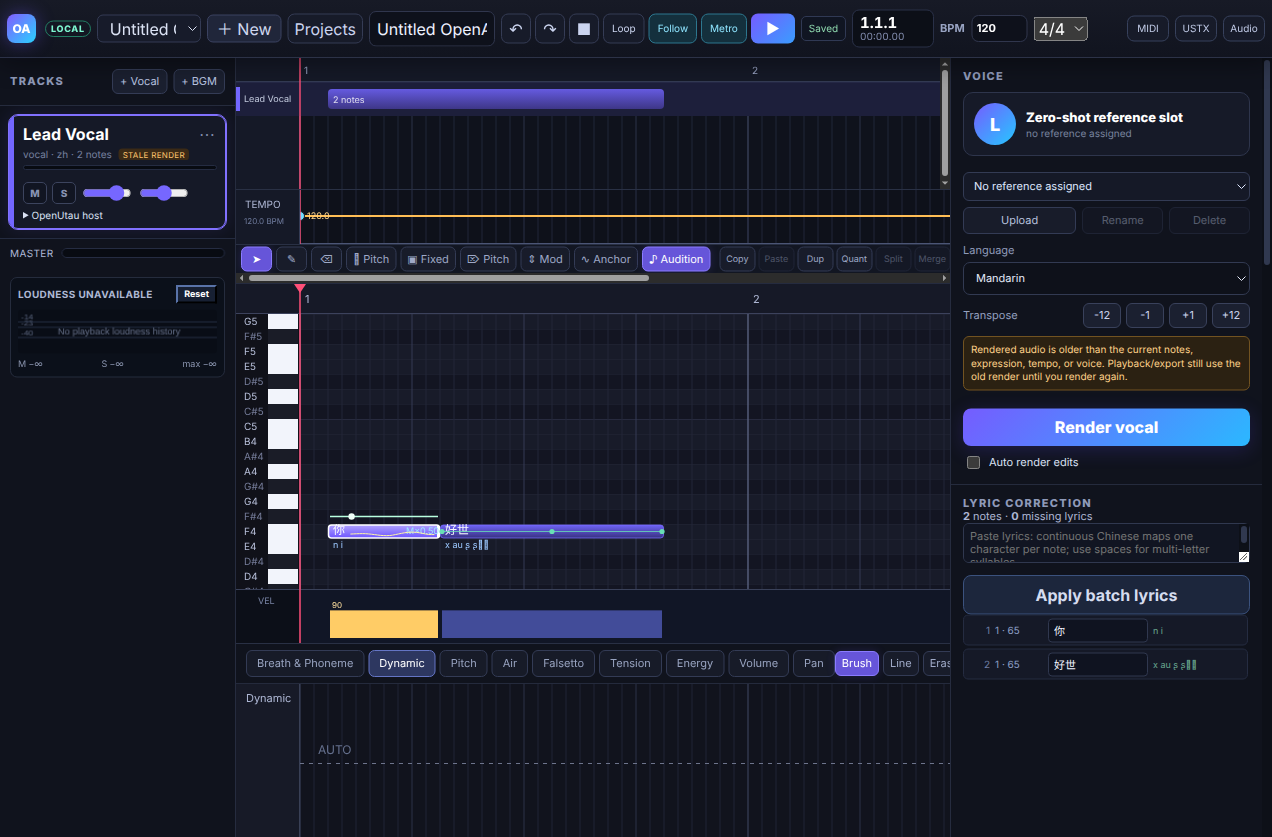 OA LOCAL Untitled + New Projects Untitled Open Loop Follow Metro Saved 1.1.1 00:00.00 BPM 120 4/4 MIDI USTX Audio
TRACKS + Vocal + BGM
Lead Vocal ...
vocal · zh · 2 notes STALE RENDER
M S
OpenUtau host
MASTER
LOUDNESS UNAVAILABLE Reset
-14
-23
-40
No playback loudness history
M −∞ S −∞ max −∞
1 2
Lead Vocal 2 notes
TEMPO
120.0 BPM
120.0
Pitch Fixed Pitch Mod Anchor Audition Copy Paste Dup Quant Split Merge
1 2
G5
F#5
F5
E5
D#5
D5
C#5
C5
B4
A#4
A4
G#4
G4
F#4
F4 你 好世
E4 n i x au ʂ ʂ
D#4
D4
VEL
90
Breath & Phoneme Dynamic Pitch Air Falsetto Tension Energy Volume Pan Brush Line
Dynamic
AUTO
VOICE
L
Zero-shot reference slot
no reference assigned
No reference assigned
Upload Rename Delete
Language
Mandarin
Transpose -12 -1 +1 +12
Rendered audio is older than the current notes,
expression, tempo, or voice. Playback/export still use the
old render until you render again.
Render vocal
Auto render edits
LYRIC CORRECTION
2 notes · 0 missing lyrics
Paste lyrics: continuous Chinese maps one
character per note; use spaces for multi-letter
syllables
Apply batch lyrics
1 1 · 65 你 n i
2 1 · 65 好世 x au ʂ ʂ